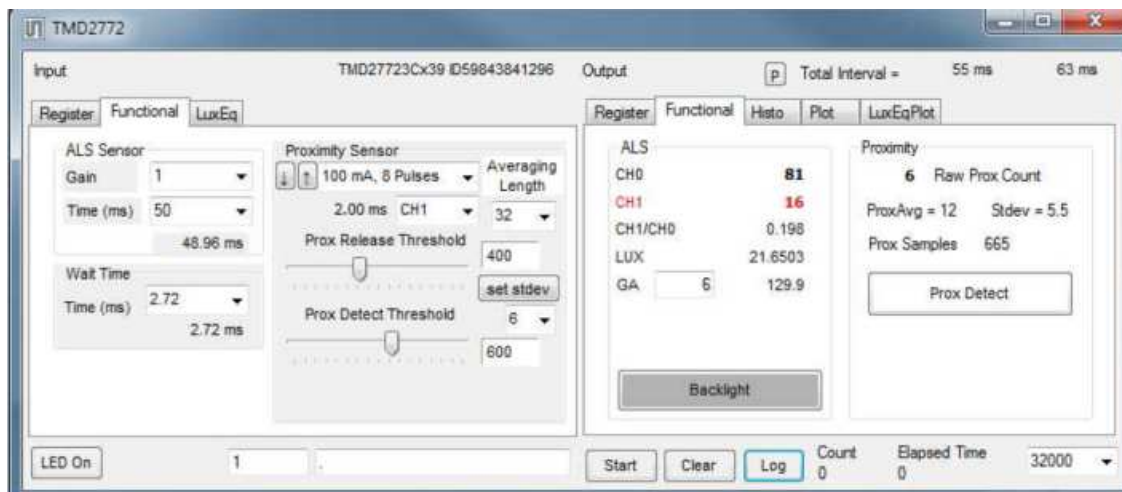 TMD2772
Input
TMD27723Cx39 ID59843841296
Register Functional LuxEq
ALS Sensor
Gain 1
Time (ms) 50
48.96 ms
Wait Time
Time (ms) 2.72
2.72 ms
Proximity Sensor
↓ ↑ 100 mA, 8 Pulses
2.00 ms CH1
Averaging
Length
32
Prox Release Threshold
400
set stdev
Prox Detect Threshold
6
600
LED On 1 .
Output P Total Interval = 55 ms 63 ms
Register Functional Histo Plot LuxEqPlot
ALS
CH0 81
CH1 16
CH1/CH0 0.198
LUX 21.6503
GA 6 129.9
Backlight
Proximity
6 Raw Prox Count
ProxAvg = 12 Stdev = 5.5
Prox Samples 665
Prox Detect
Start Clear Log
Count
0
Elapsed Time
0
32000